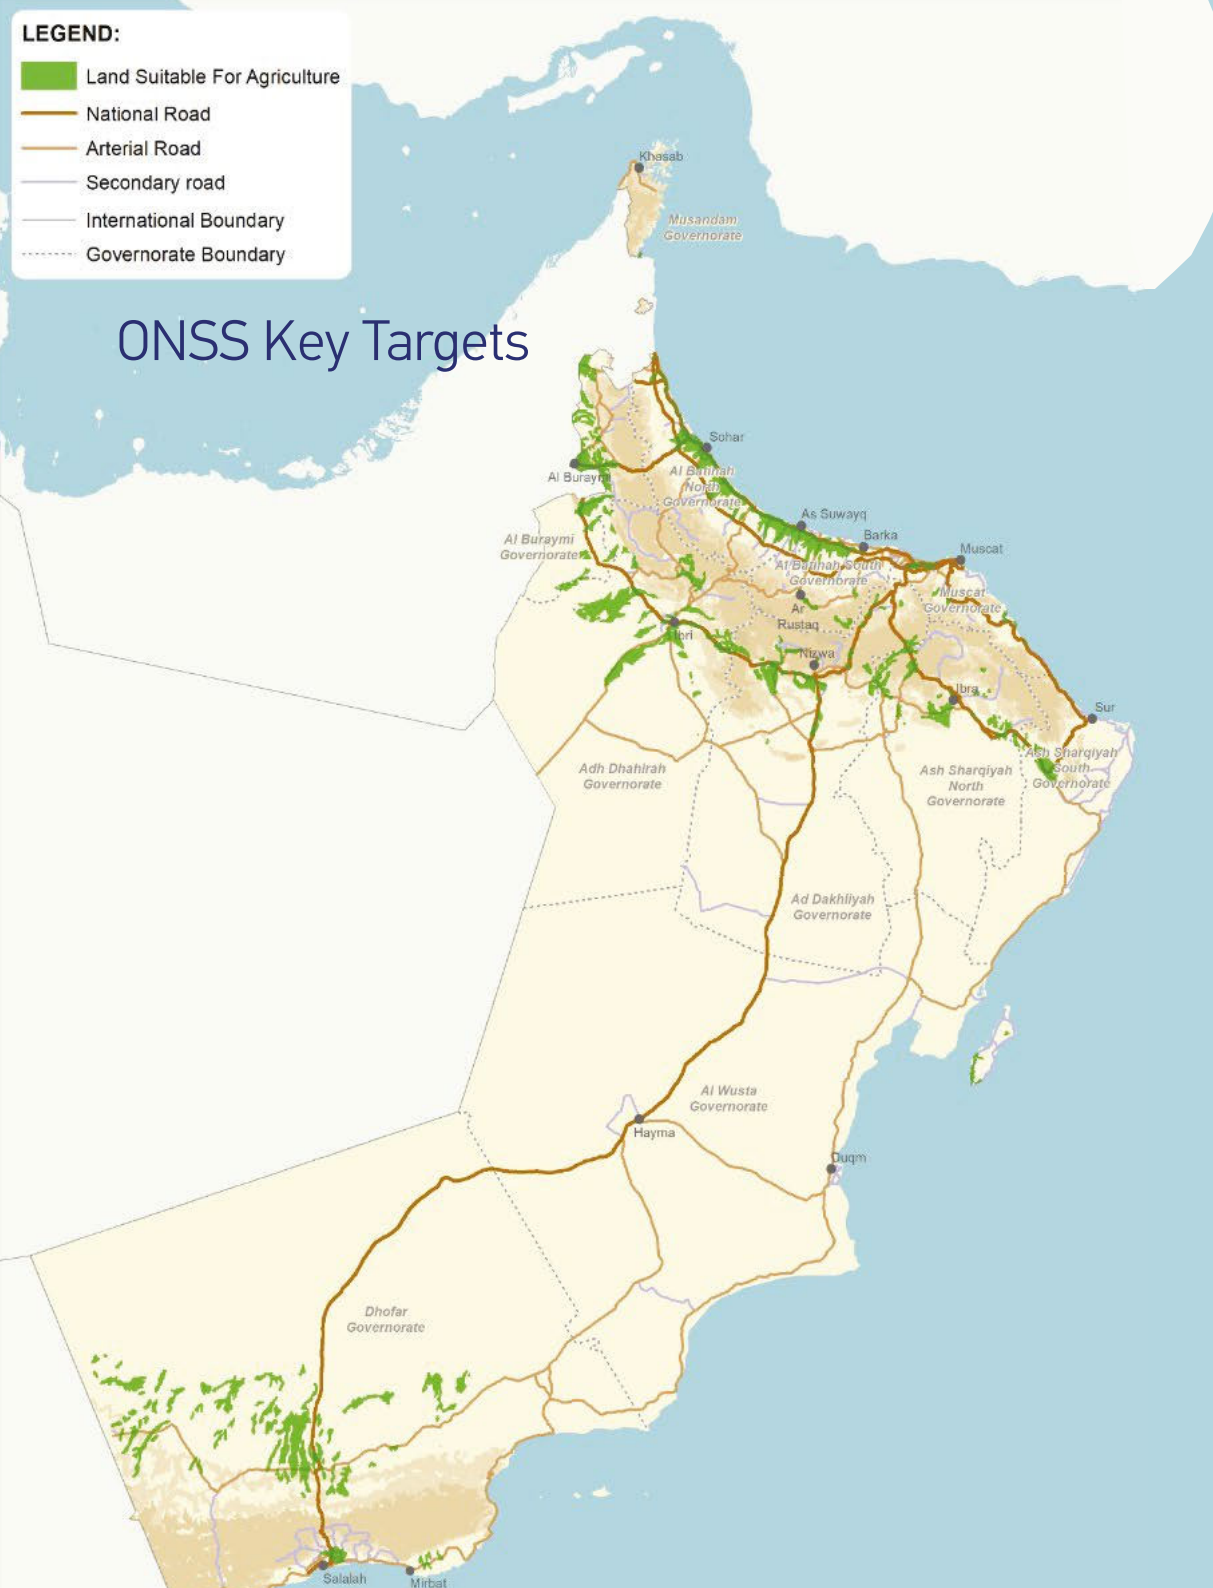 LEGEND:
Land Suitable For Agriculture
National Road
Arterial Road
Secondary road
International Boundary
Governorate Boundary
ONSS Key Targets
Khasab
Musandam
Governorate
Sohar
Al Buraymi
Al Batinah
North
Governorate
As Suwayq
Al Buraymi
Governorate
Barka
Muscat
Al Batinah South
Governorate
Muscat
Governorate
Ar
Rustaq
Ibri
Nizwa
Ibra
Sur
Ash Sharqiyah
South
Governorate
Adh Dhahirah
Governorate
Ash Sharqiyah
North
Governorate
Ad Dakhliyah
Governorate
Al Wusta
Governorate
Hayma
Duqm
Dhofar
Governorate
Salalah
Mirbat